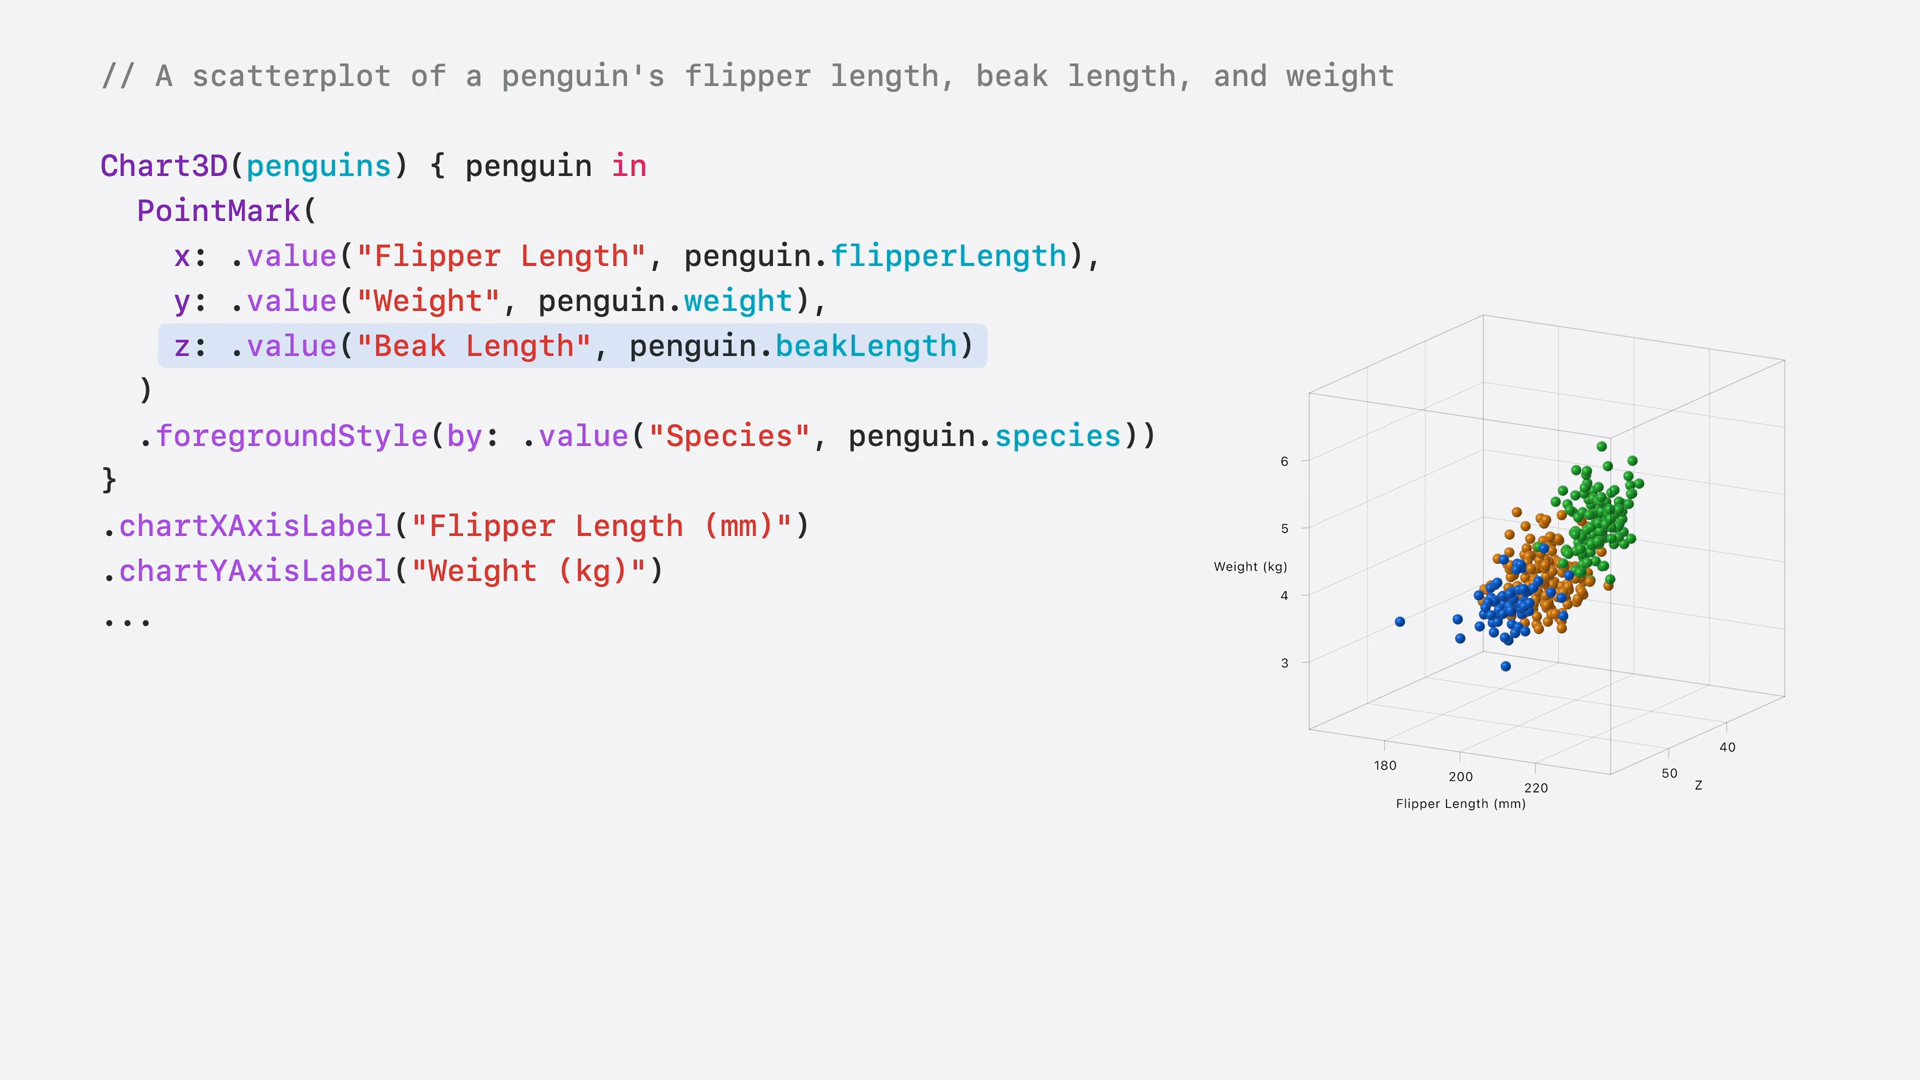 // A scatterplot of a penguin's flipper length, beak length, and weight
Chart3D(penguins) { penguin in
  PointMark(
    x: .value("Flipper Length", penguin.flipperLength),
    y: .value("Weight", penguin.weight),
    z: .value("Beak Length", penguin.beakLength)
  )
  .foregroundStyle(by: .value("Species", penguin.species))
}
.chartXAxisLabel("Flipper Length (mm)")
.chartYAxisLabel("Weight (kg)")
...
6
5
Weight (kg)
4
3
180
200
220
Flipper Length (mm)
40
50
Z